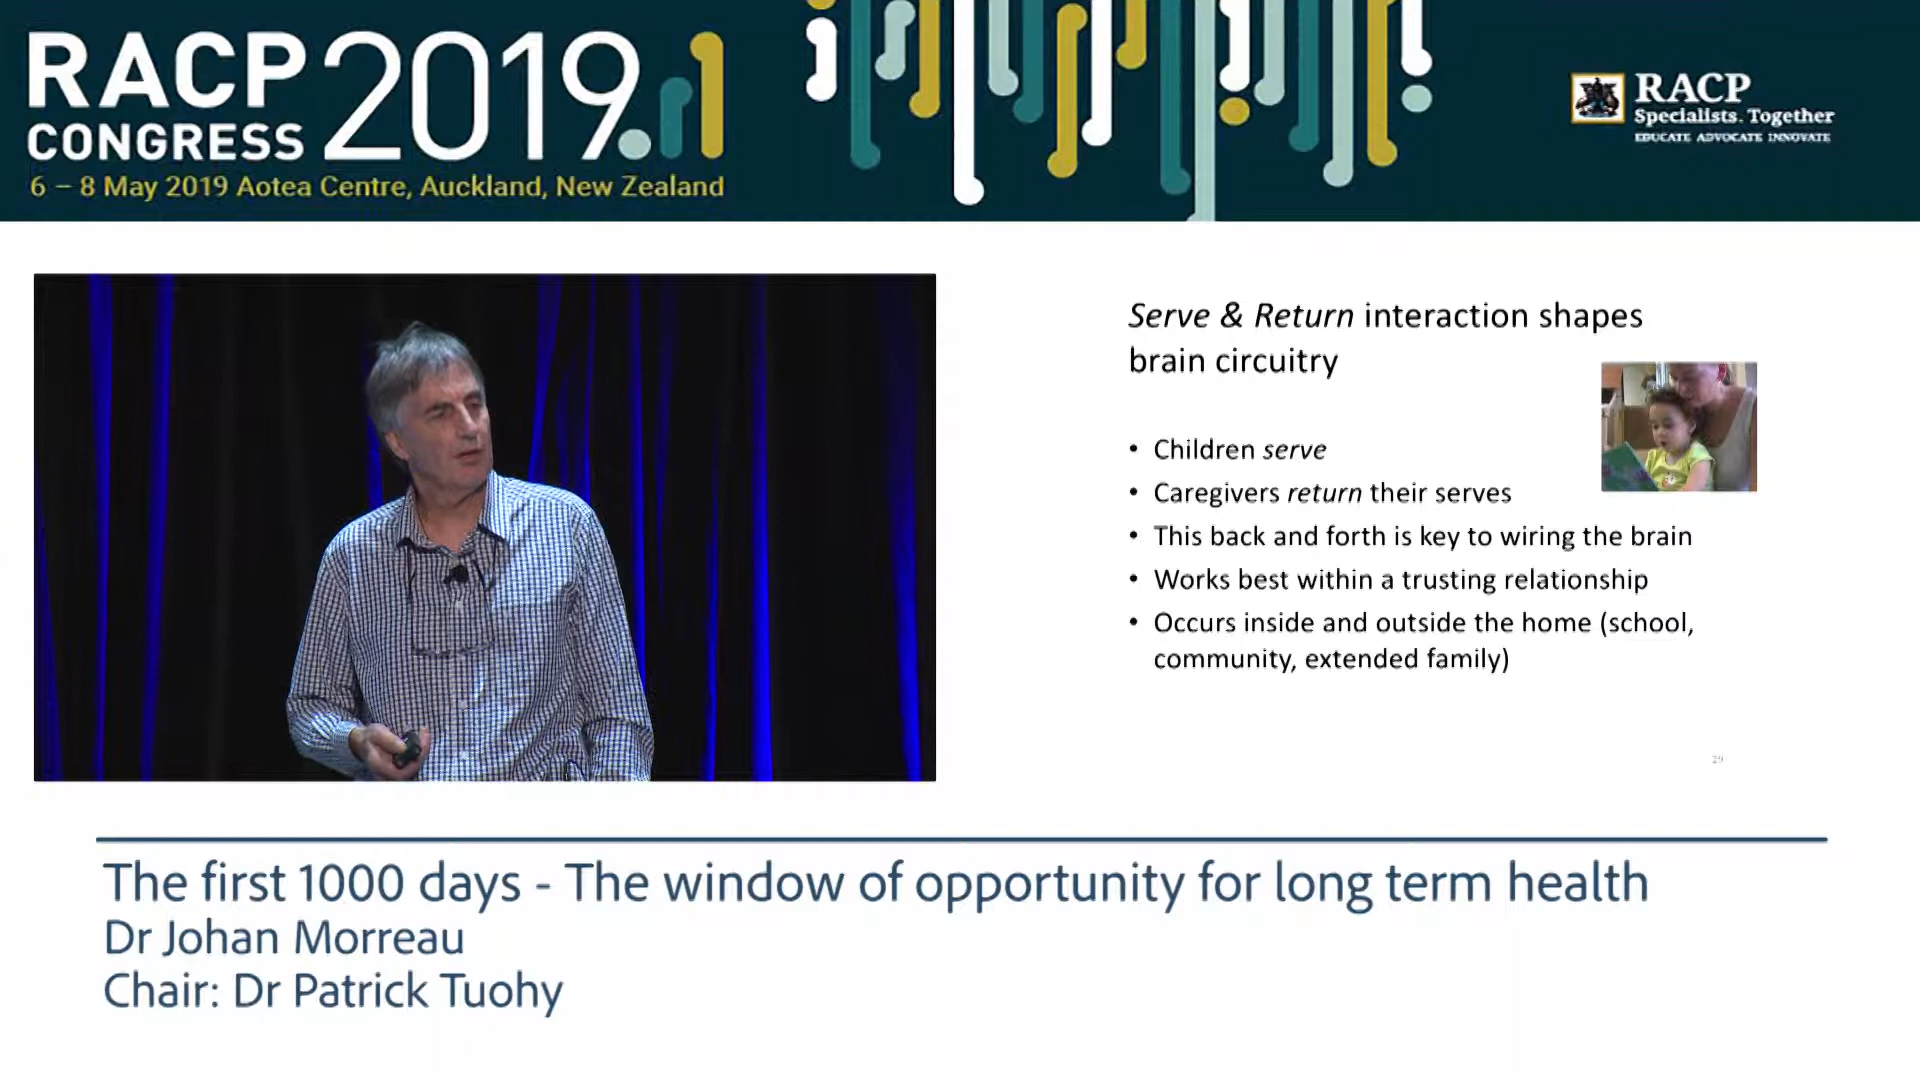 RACP
CONGRESS
2019
6 – 8 May 2019 Aotea Centre, Auckland, New Zealand
RACP
Specialists. Together
EDUCATE ADVOCATE INNOVATE
Serve & Return interaction shapes
brain circuitry
• Children serve
• Caregivers return their serves
• This back and forth is key to wiring the brain
• Works best within a trusting relationship
• Occurs inside and outside the home (school,
community, extended family)
29
The first 1000 days - The window of opportunity for long term health
Dr Johan Morreau
Chair: Dr Patrick Tuohy